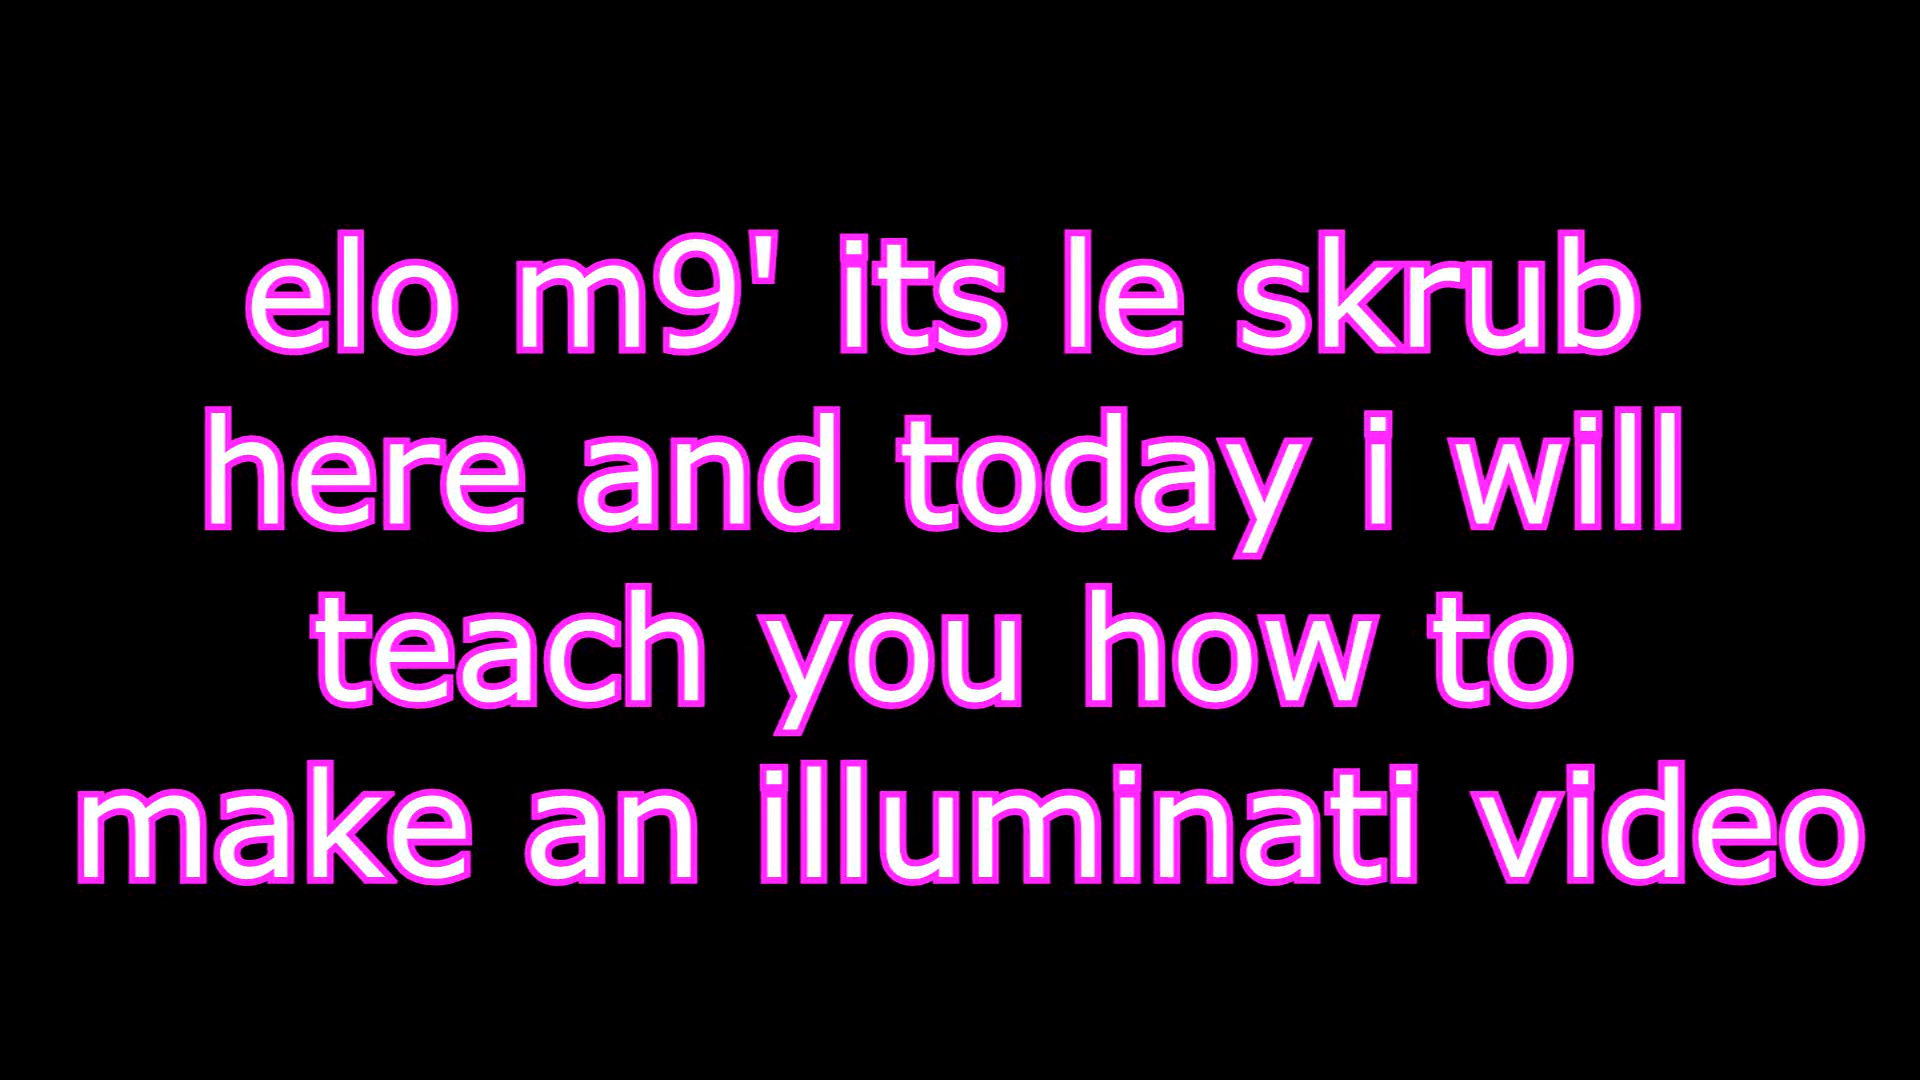 elo m9' its le skrub
here and today i will
teach you how to
make an illuminati video